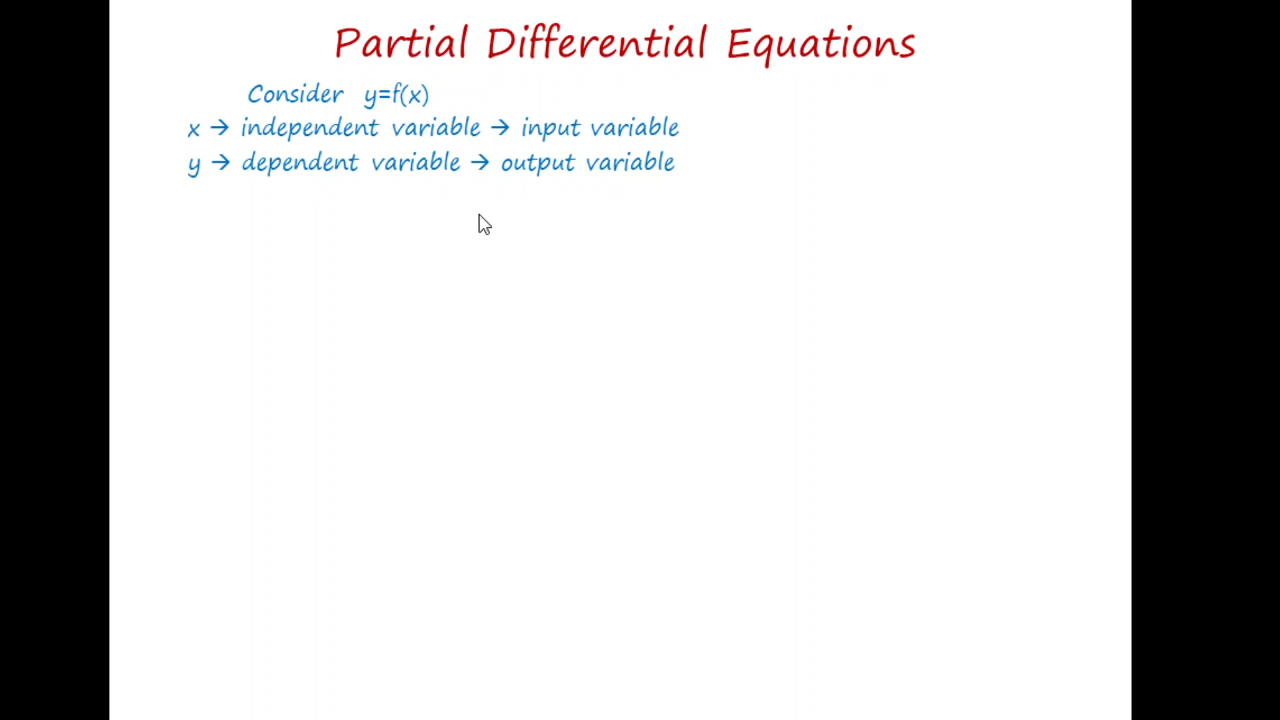 Partial Differential Equations
Consider y=f(x)
x → independent variable → input variable
y → dependent variable → output variable